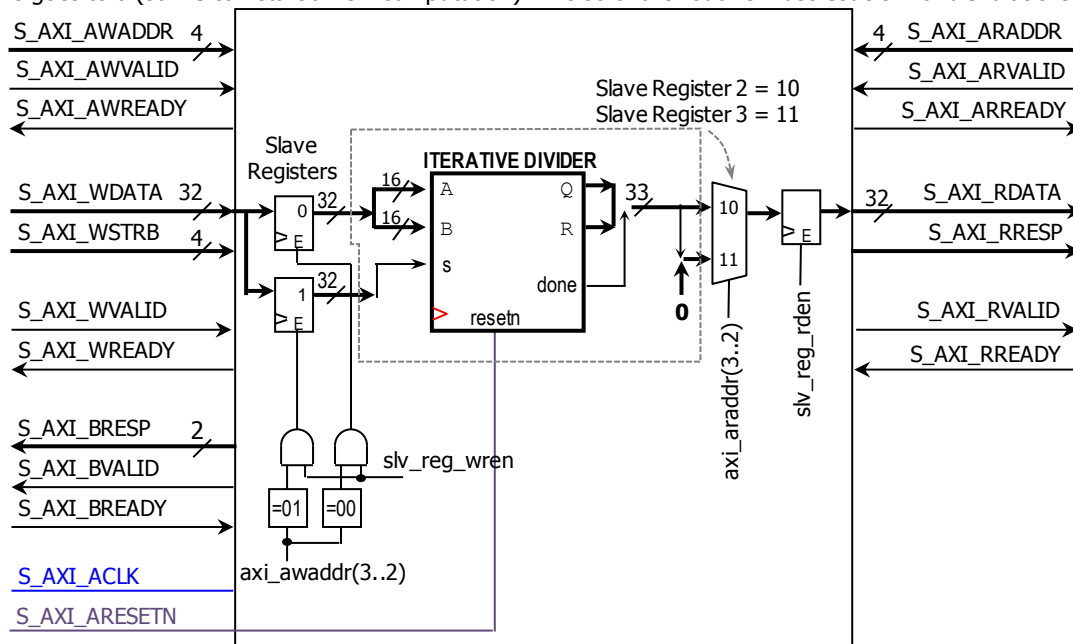 S_AXI_AWADDR 4
S_AXI_AWVALID
S_AXI_AWREADY
S_AXI_WDATA 32
S_AXI_WSTRB 4
S_AXI_WVALID
S_AXI_WREADY
S_AXI_BRESP 2
S_AXI_BVALID
S_AXI_BREADY
S_AXI_ACLK
S_AXI_ARESETN
Slave
Registers
0
E
32
1
E
32
=01
=00
slv_reg_wren
axi_awaddr(3..2)
ITERATIVE DIVIDER
16
A
16
B
s
Q
R
done
resetn
33
0
Slave Register 2 = 10
Slave Register 3 = 11
10
11
axi_araddr(3..2)
E
slv_reg_rden
4 S_AXI_ARADDR
S_AXI_ARVALID
S_AXI_ARREADY
32 S_AXI_RDATA
S_AXI_RRESP
S_AXI_RVALID
S_AXI_RREADY